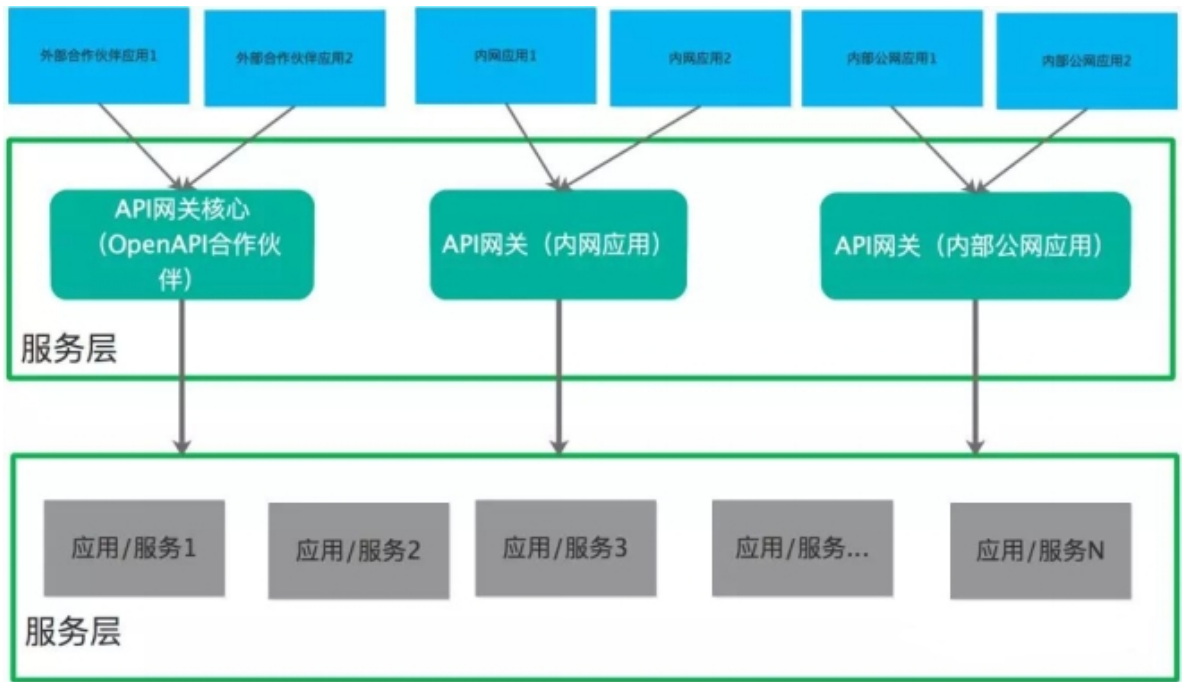 外部合作伙伴应用1
外部合作伙伴应用2
内网应用1
内网应用2
内部公网应用1
内部公网应用2
API网关核心
（OpenAPI合作伙
伴）
API网关（内网应用）
API网关（内部公网应用）
服务层
应用/服务1
应用/服务2
应用/服务3
应用/服务...
应用/服务N
服务层